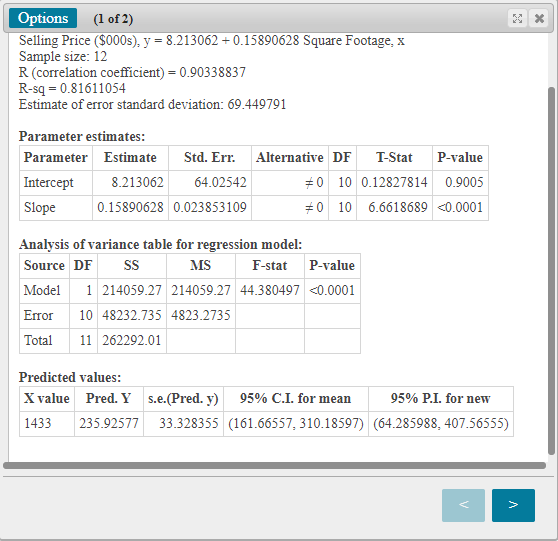 Options (1 of 2)
Selling Price ($000s), y = 8.213062 + 0.15890628 Square Footage, x
Sample size: 12
R (correlation coefficient) = 0.90338837
R-sq = 0.81611054
Estimate of error standard deviation: 69.449791
Parameter estimates:
Parameter Estimate Std. Err. Alternative DF T-Stat P-value
Intercept 8.213062 64.02542 ≠ 0 10 0.12827814 0.9005
Slope 0.15890628 0.023853109 ≠ 0 10 6.6618689 <0.0001
Analysis of variance table for regression model:
Source DF SS MS F-stat P-value
Model 1 214059.27 214059.27 44.380497 <0.0001
Error 10 48232.735 4823.2735
Total 11 262292.01
Predicted values:
X value Pred. Y s.e.(Pred. y) 95% C.I. for mean 95% P.I. for new
1433 235.92577 33.328355 (161.66557, 310.18597) (64.285988, 407.56555)
< >